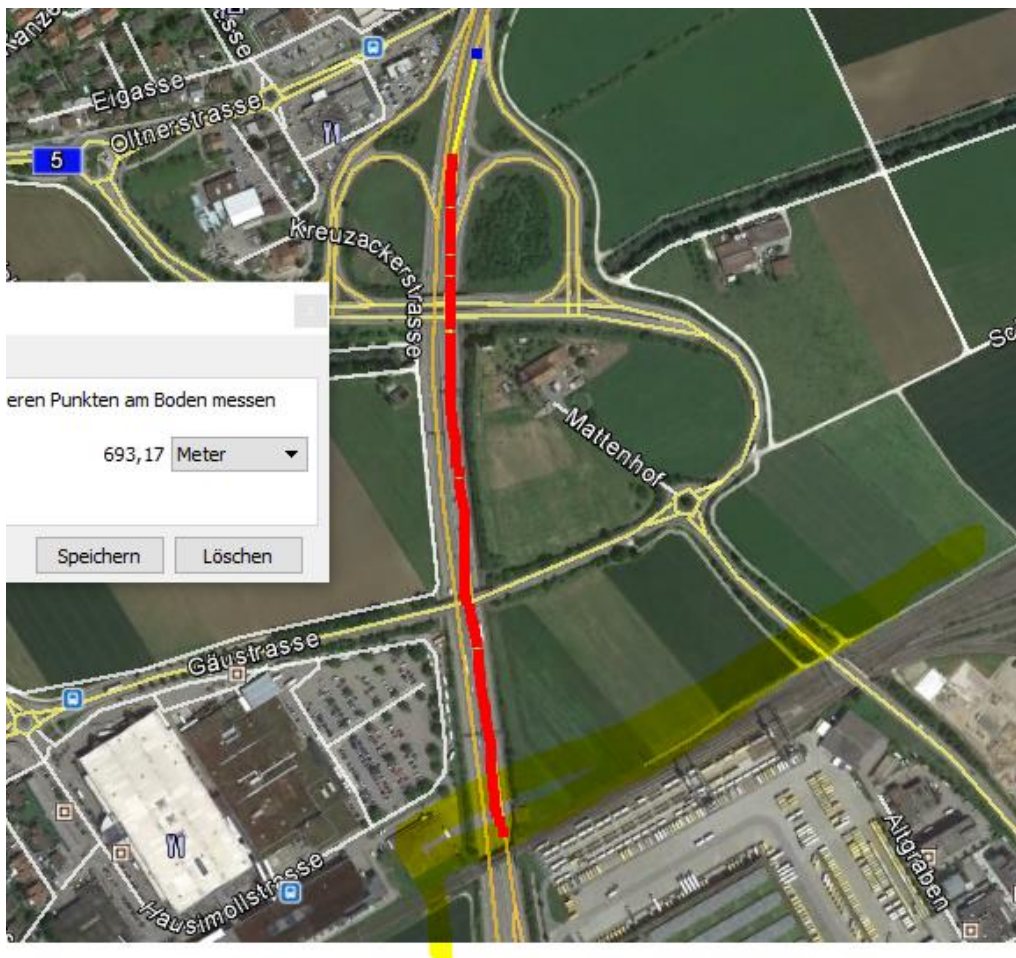 Eigasse
Oltnerstrasse
5
Kreuzackerstrasse
eren Punkten am Boden messen
693,17 Meter
Speichern Löschen
Mattenhof
Gäustrasse
Hausimollstrasse
Altgraben